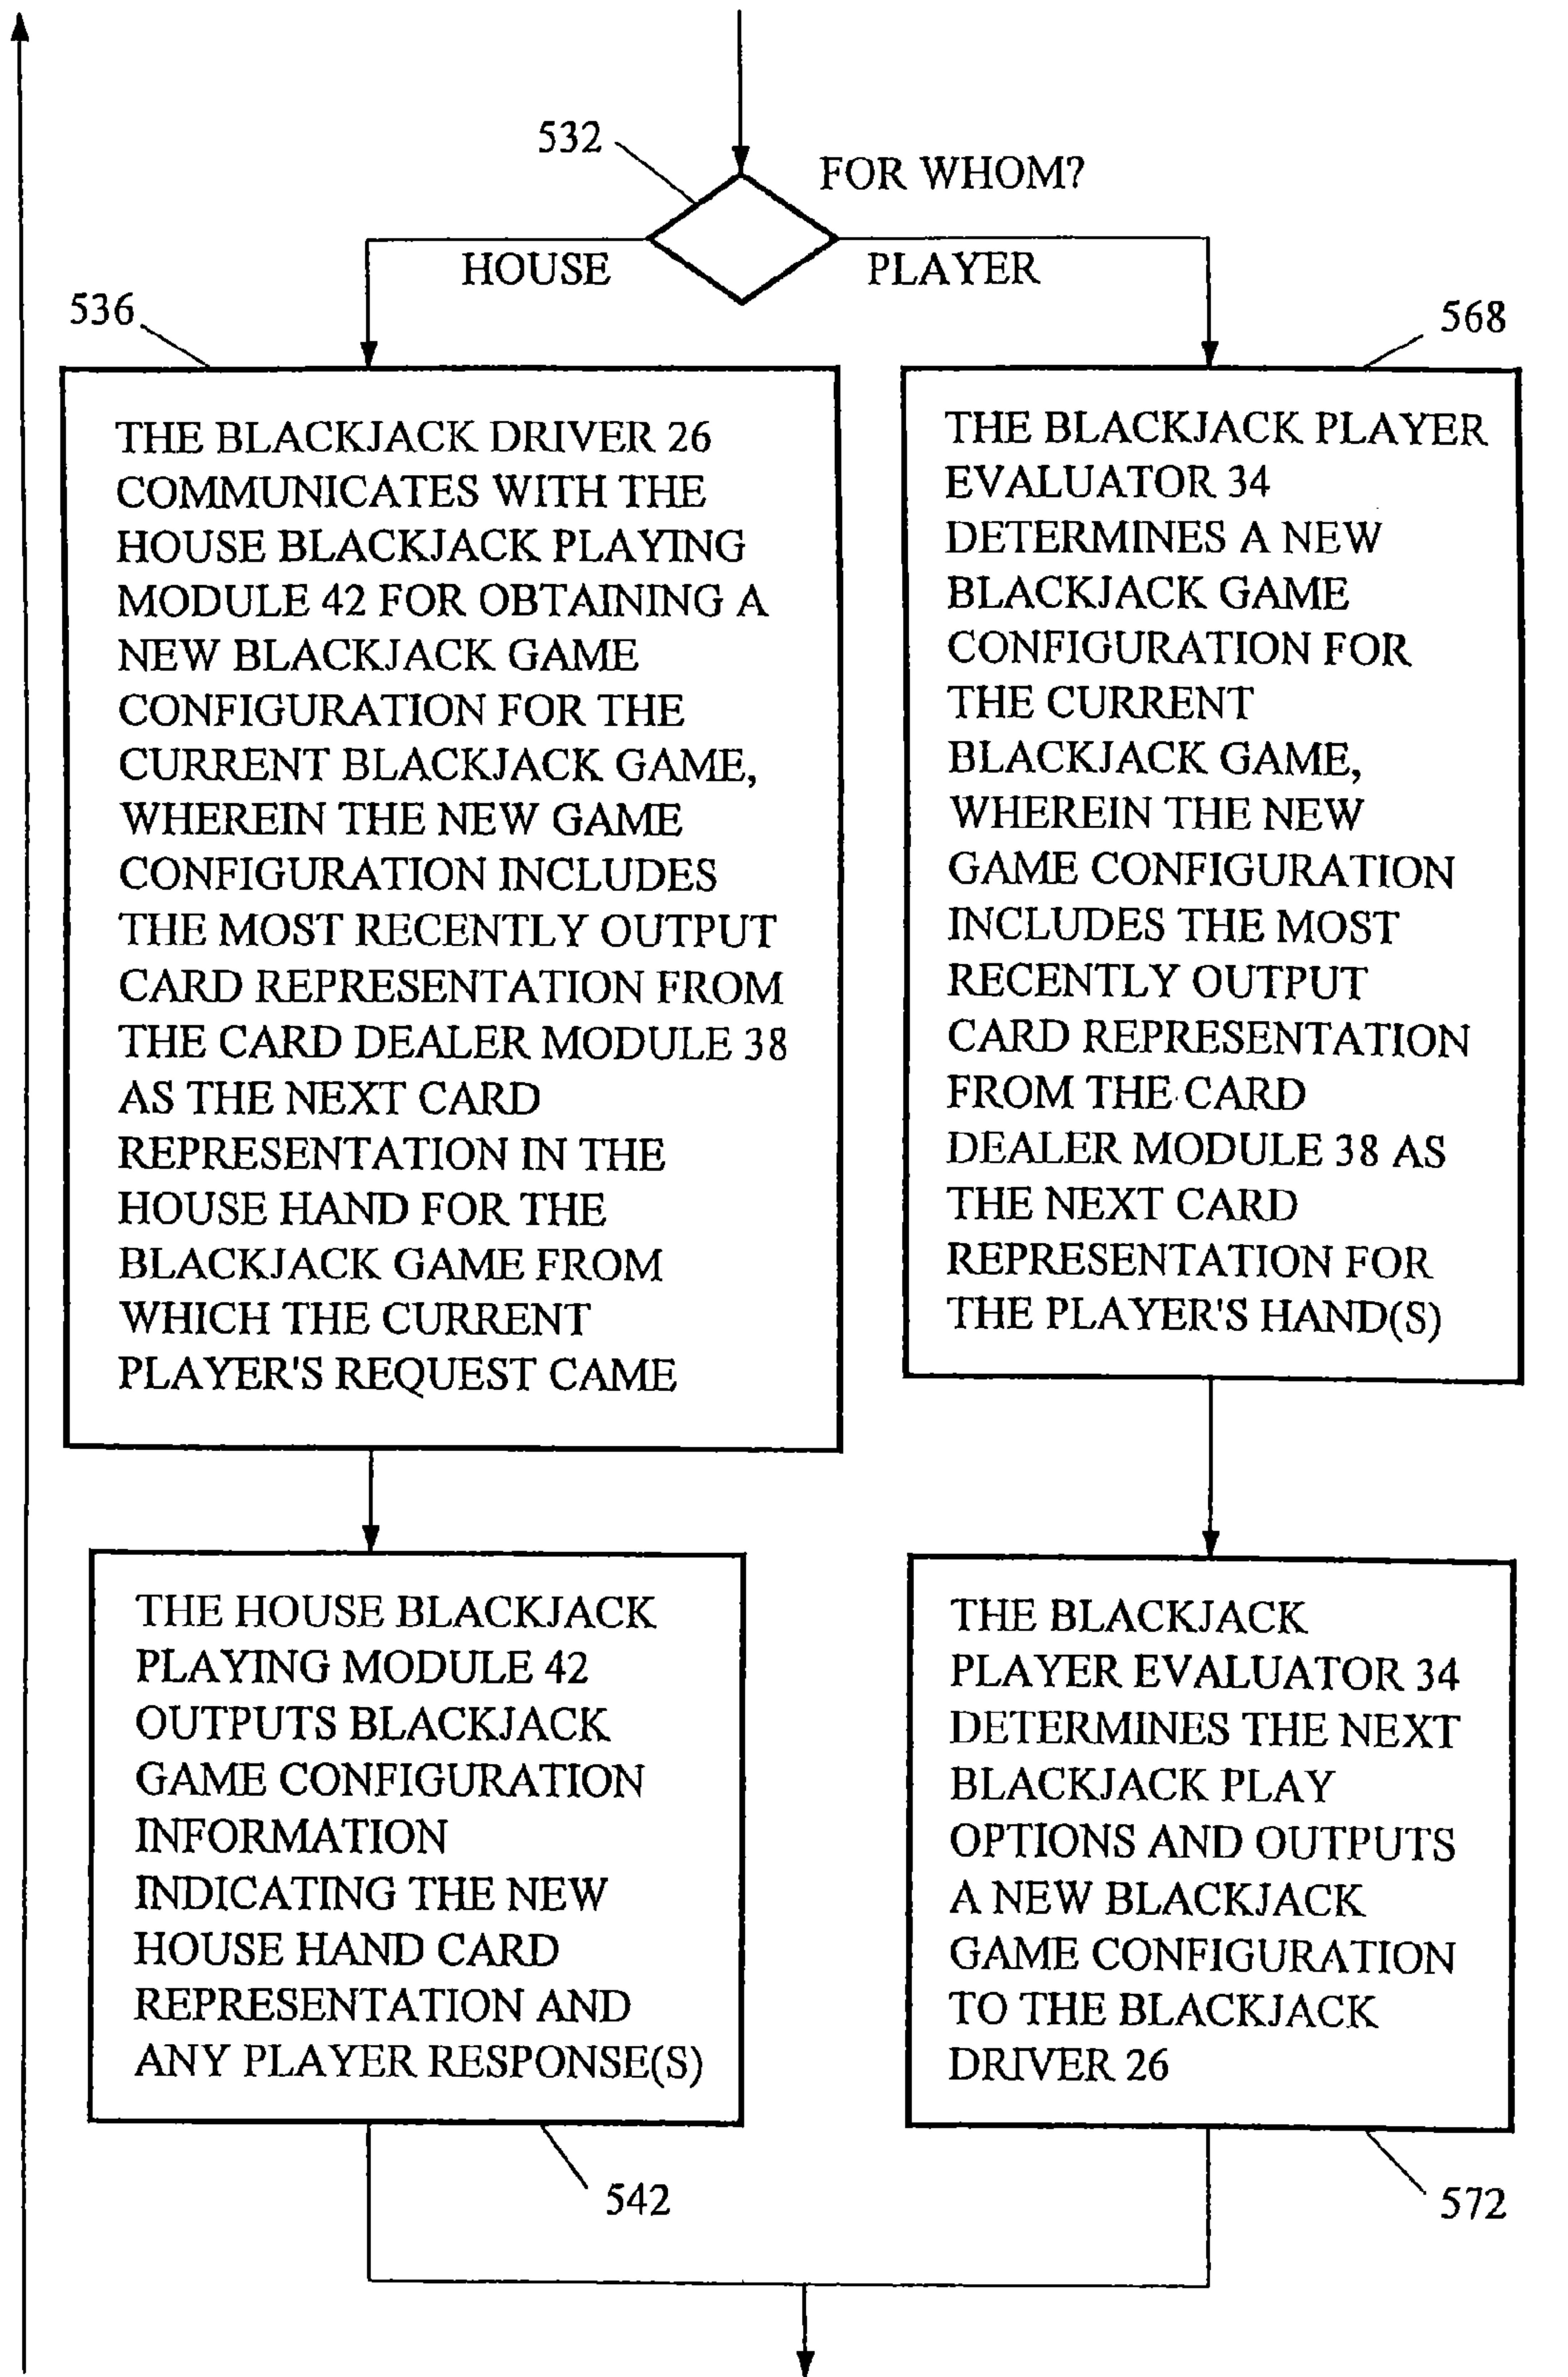 532
FOR WHOM?
HOUSE
PLAYER
536
THE BLACKJACK DRIVER 26
COMMUNICATES WITH THE
HOUSE BLACKJACK PLAYING
MODULE 42 FOR OBTAINING A
NEW BLACKJACK GAME
CONFIGURATION FOR THE
CURRENT BLACKJACK GAME,
WHEREIN THE NEW GAME
CONFIGURATION INCLUDES
THE MOST RECENTLY OUTPUT
CARD REPRESENTATION FROM
THE CARD DEALER MODULE 38
AS THE NEXT CARD
REPRESENTATION IN THE
HOUSE HAND FOR THE
BLACKJACK GAME FROM
WHICH THE CURRENT
PLAYER'S REQUEST CAME
568
THE BLACKJACK PLAYER
EVALUATOR 34
DETERMINES A NEW
BLACKJACK GAME
CONFIGURATION FOR
THE CURRENT
BLACKJACK GAME,
WHEREIN THE NEW
GAME CONFIGURATION
INCLUDES THE MOST
RECENTLY OUTPUT
CARD REPRESENTATION
FROM THE CARD
DEALER MODULE 38 AS
THE NEXT CARD
REPRESENTATION FOR
THE PLAYER'S HAND(S)
THE HOUSE BLACKJACK
PLAYING MODULE 42
OUTPUTS BLACKJACK
GAME CONFIGURATION
INFORMATION
INDICATING THE NEW
HOUSE HAND CARD
REPRESENTATION AND
ANY PLAYER RESPONSE(S)
542
THE BLACKJACK
PLAYER EVALUATOR 34
DETERMINES THE NEXT
BLACKJACK PLAY
OPTIONS AND OUTPUTS
A NEW BLACKJACK
GAME CONFIGURATION
TO THE BLACKJACK
DRIVER 26
572